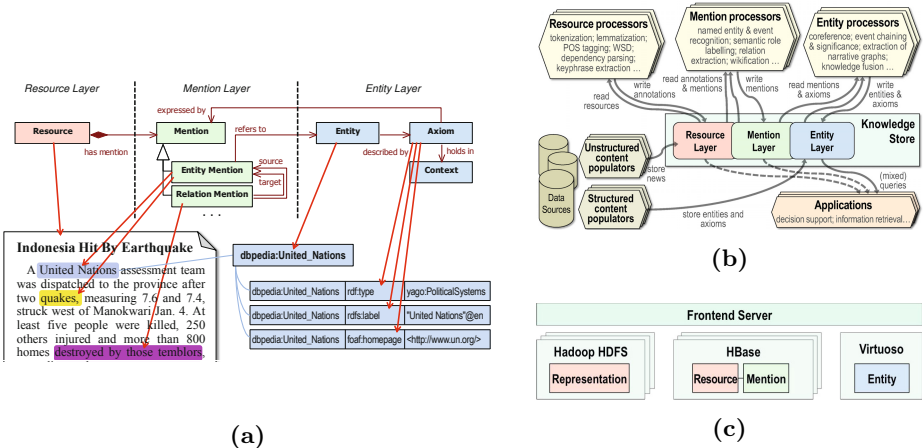 Resource Layer
Mention Layer
Entity Layer
expressed by
Resource
Mention
refers to
Entity
Axiom
has mention
described by
holds in
Entity Mention
source
Context
target
Relation Mention
. . .
Indonesia Hit By Earthquake
A United Nations assessment team
was dispatched to the province after
two quakes, measuring 7.6 and 7.4,
struck west of Manokwari Jan. 4. At
least five people were killed, 250
others injured and more than 800
homes destroyed by those temblors,
dbpedia:United_Nations
dbpedia:United_Nations rdf:type yago:PoliticalSystems
dbpedia:United_Nations rdfs:label "United Nations"@en
dbpedia:United_Nations foaf:homepage <http://www.un.org/>
(a)
Resource processors
tokenization; lemmatization;
POS tagging; WSD;
dependency parsing;
keyphrase extraction ...
Mention processors
named entity & event
recognition; semantic role
labelling; relation
extraction; wikification ...
Entity processors
coreference; event chaining
& significance; extraction of
narrative graphs;
knowledge fusion ...
read
resources
write
annotations
read annotations
& mentions
write
mentions
read mentions
& axioms
write
entities &
axioms
Resource
Layer
Mention
Layer
Entity
Layer
Knowledge
Store
Unstructured
content
populators
store
news
Data
Sources
Structured
content
populators
store entities and
axioms
(mixed)
queries
Applications
decision support; information retrieval...
(b)
Frontend Server
Hadoop HDFS
Representation
HBase
Resource
Mention
Virtuoso
Entity
(c)